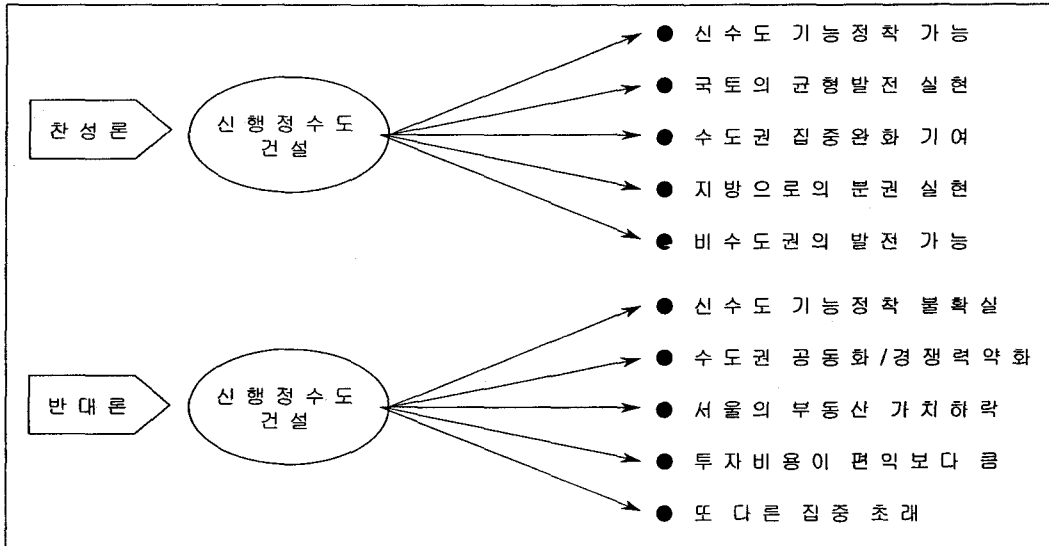 찬성론
신행정수도
건설
● 신수도 기능정착 가능
● 국토의 균형발전 실현
● 수도권 집중완화 기여
● 지방으로의 분권 실현
● 비수도권의 발전 가능
반대론
신행정수도
건설
● 신수도 기능정착 불확실
● 수도권 공동화/경쟁력약화
● 서울의 부동산 가치하락
● 투자비용이 편익보다 큼
● 또 다른 집중 초래